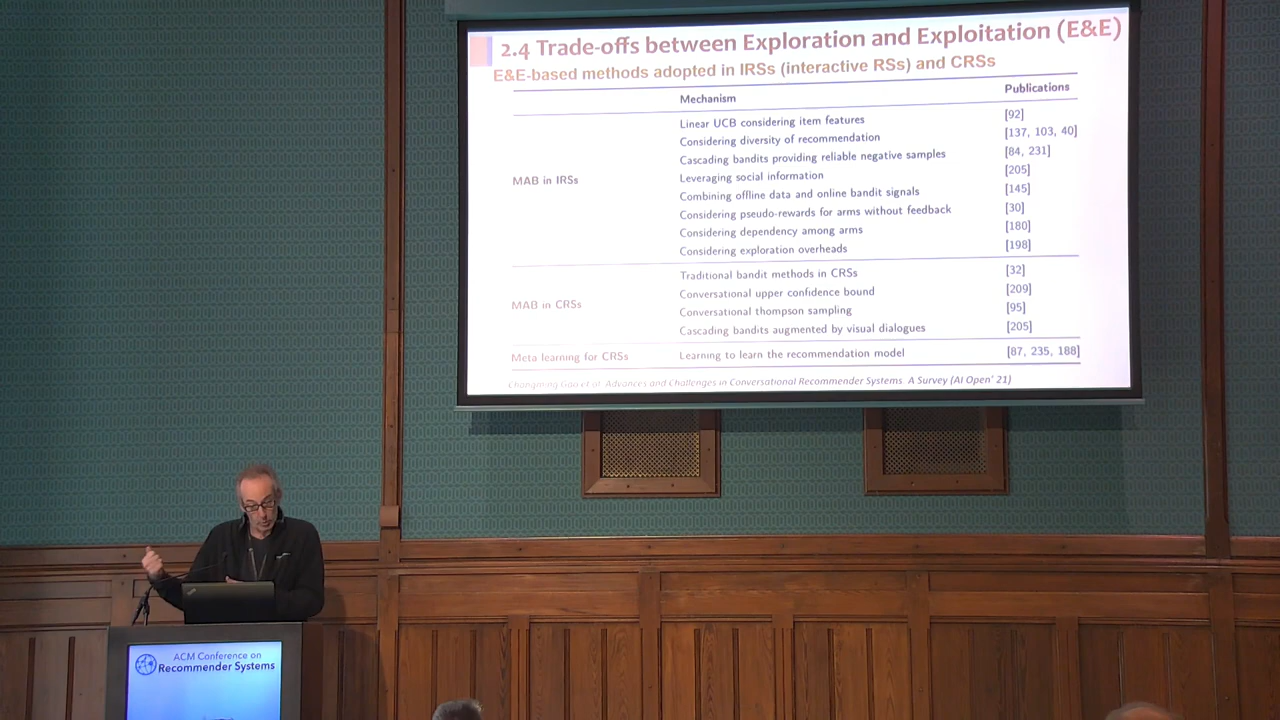 2.4 Trade-offs between Exploration and Exploitation (E&E)
E&E-based methods adopted in IRSs (interactive RSs) and CRSs
Mechanism Publications
MAB in IRSs
Linear UCB considering item features [92]
Considering diversity of recommendation [137, 103, 40]
Cascading bandits providing reliable negative samples [84, 231]
Leveraging social information [205]
Combining offline data and online bandit signals [145]
Considering pseudo-rewards for arms without feedback [30]
Considering dependency among arms [180]
Considering exploration overheads [198]
MAB in CRSs
Traditional bandit methods in CRSs [32]
Conversational upper confidence bound [209]
Conversational thompson sampling [95]
Cascading bandits augmented by visual dialogues [205]
Meta learning for CRSs Learning to learn the recommendation model [87, 235, 188]
Chongming Gao et al. Advances and Challenges in Conversational Recommender Systems A Survey (AI Open' 21)
ACM Conference on
Recommender Systems